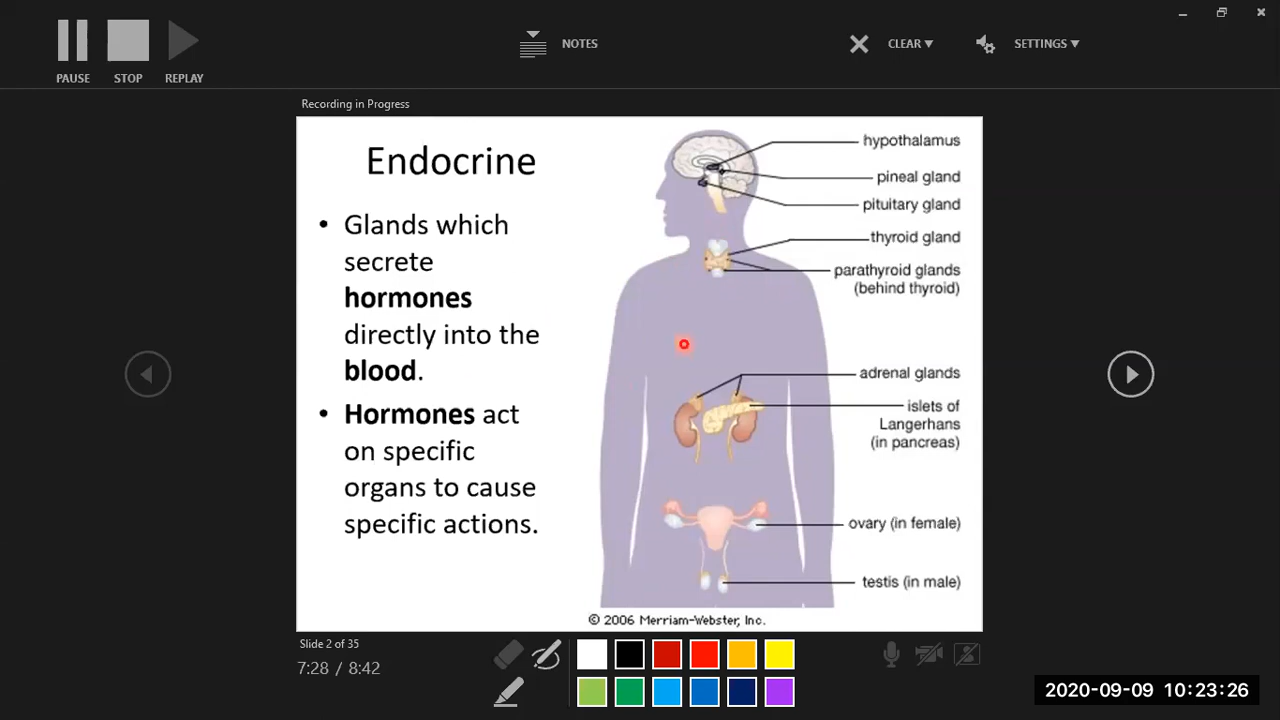 PAUSE
STOP
REPLAY
NOTES
CLEAR
SETTINGS
Recording in Progress
Endocrine
• Glands which
secrete
hormones
directly into the
blood.
• Hormones act
on specific
organs to cause
specific actions.
hypothalamus
pineal gland
pituitary gland
thyroid gland
parathyroid glands
(behind thyroid)
adrenal glands
islets of
Langerhans
(in pancreas)
ovary (in female)
testis (in male)
© 2006 Merriam-Webster, Inc.
Slide 2 of 35
7:28 / 8:42
2020-09-09 10:23:26